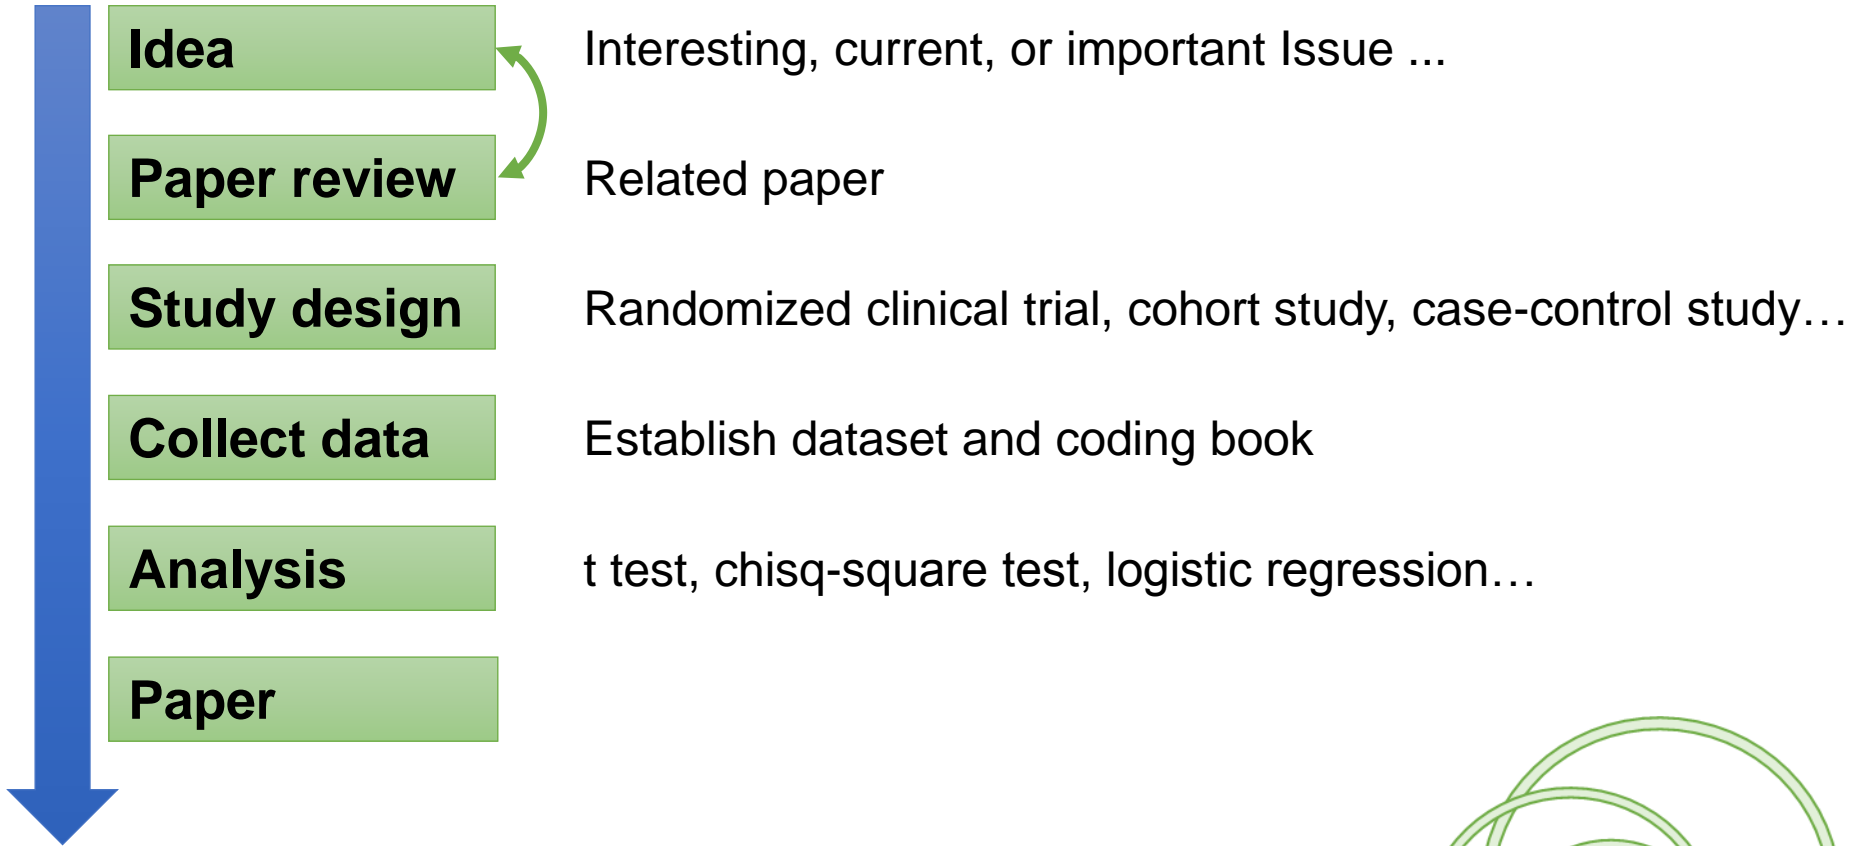 Idea
Interesting, current, or important Issue ...
Paper review
Related paper
Study design
Randomized clinical trial, cohort study, case-control study…
Collect data
Establish dataset and coding book
Analysis
t test, chisq-square test, logistic regression…
Paper